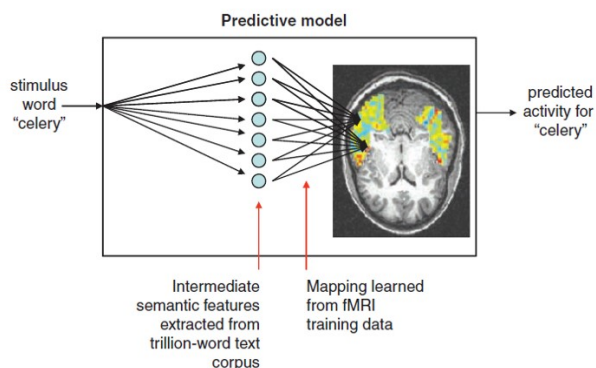 Predictive model
stimulus
word
“celery”
predicted
activity for
“celery”
Intermediate
semantic features
extracted from
trillion-word text
corpus
Mapping learned
from fMRI
training data